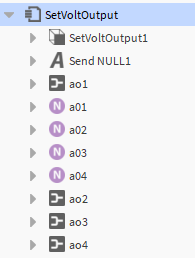 SetVoltOutput
SetVoltOutput1
Send NULL1
ao1
a01
a02
a03
a04
ao2
ao3
ao4